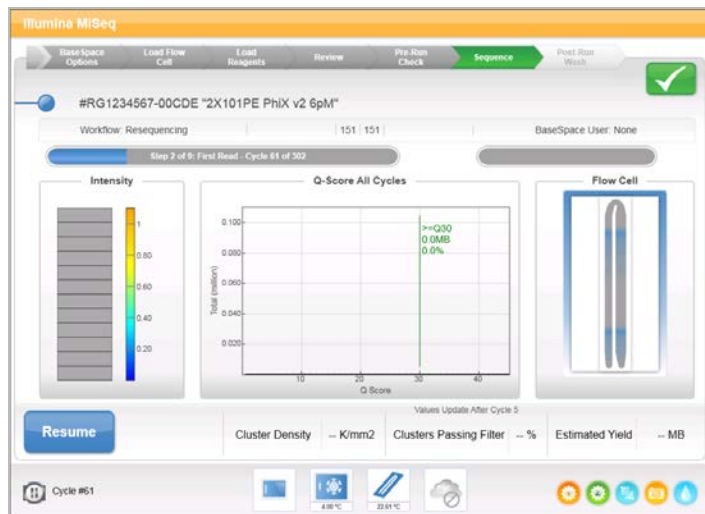 Illumina MiSeq
BaseSpace Options
Load Flow Cell
Load Reagents
Review
Pre-Run Check
Sequence
Post-Run Wash
#RG1234567-00CDE "2X101PE PhiX v2 6pM"
Workflow: Resequencing | 151 | 151 | BaseSpace User: None
Step 2 of 9: First Read - Cycle 61 of 302
Intensity
1
0.80
0.60
0.40
0.20
Q-Score All Cycles
Total (million)
0.100
0.080
0.060
0.040
0.020
>=Q30
0.0MB
0.0%
10 20 30 40
Q Score
Flow Cell
Values Update After Cycle 5
Resume
Cluster Density -- K/mm2
Clusters Passing Filter -- %
Estimated Yield -- MB
Cycle #61
4.00 °C
22.61 °C